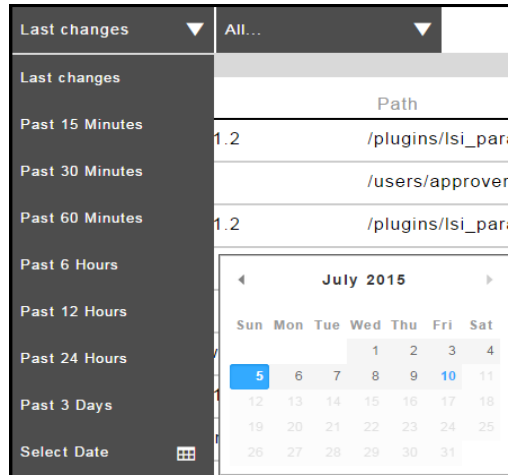 Last changes All...
Last changes
Path
Past 15 Minutes
1.2 /plugins/lsi_par
Past 30 Minutes
/users/approver
Past 60 Minutes
1.2 /plugins/lsi_par
Past 6 Hours
July 2015
Past 12 Hours
Sun Mon Tue Wed Thu Fri Sat
1 2 3 4
Past 24 Hours
5 6 7 8 9 10 11
Past 3 Days
12 13 14 15 16 17 18
19 20 21 22 23 24 25
Select Date
26 27 28 29 30 31